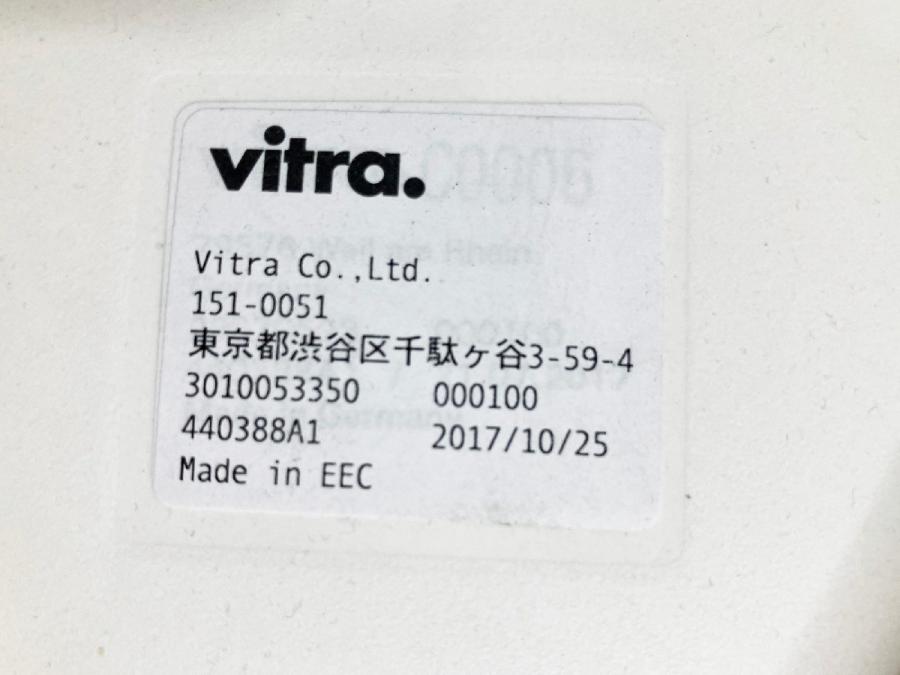 vitra.
Vitra Co.,Ltd.
151-0051
東京都渋谷区千駄ヶ谷3-59-4
3010053350 000100
440388A1 2017/10/25
Made in EEC